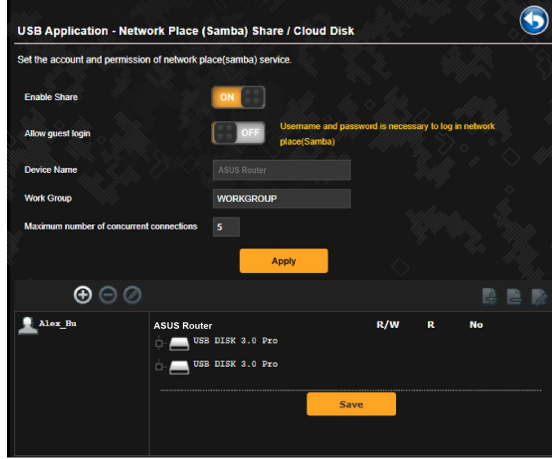 USB Application - Network Place (Samba) Share / Cloud Disk
Set the account and permission of network place(samba) service.
Enable Share ON
Allow guest login OFF Username and password is necessary to log in network
place(Samba)
Device Name ASUS Router
Work Group WORKGROUP
Maximum number of concurrent connections 5
Apply
Alex_Hu
ASUS Router R/W R No
USB DISK 3.0 Pro
USB DISK 3.0 Pro
Save